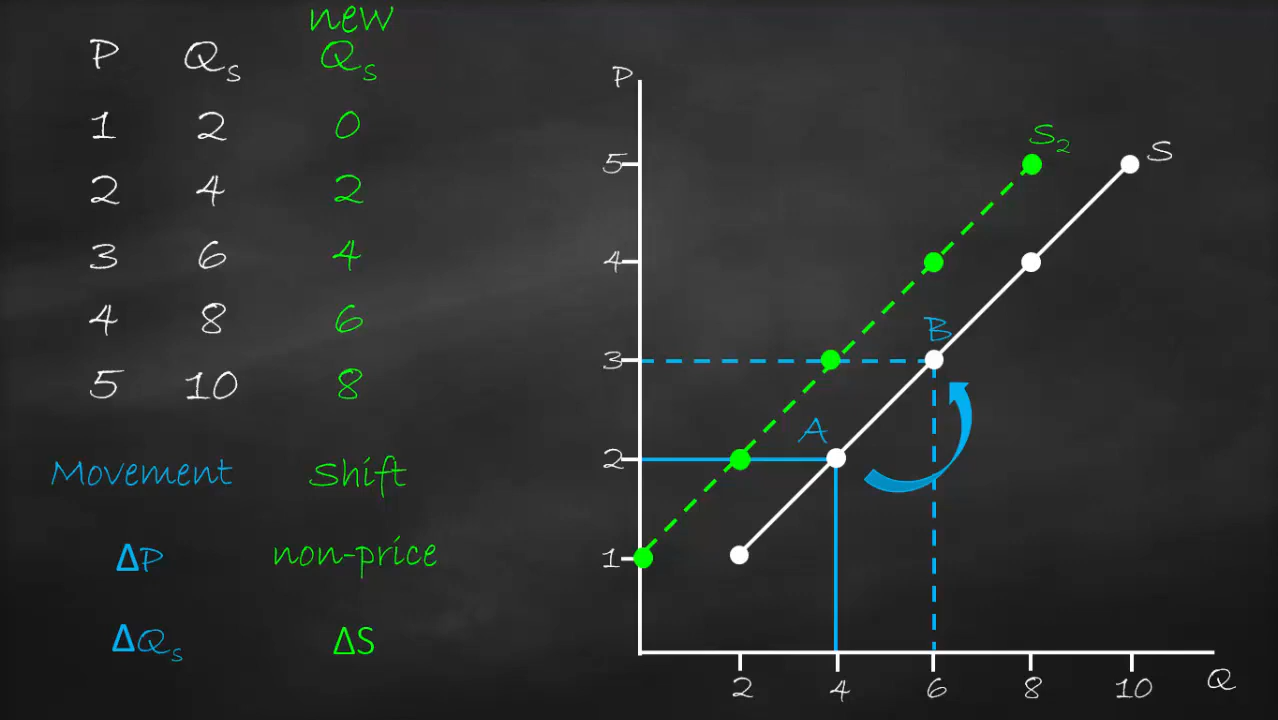 new
P Qs Qs
1 2 0
2 4 2
3 6 4
4 8 6
5 10 8
Movement Shift
ΔP non-price
ΔQs ΔS
P
S₂ S
5
4
B
3
A
2
1
2 4 6 8 10 Q